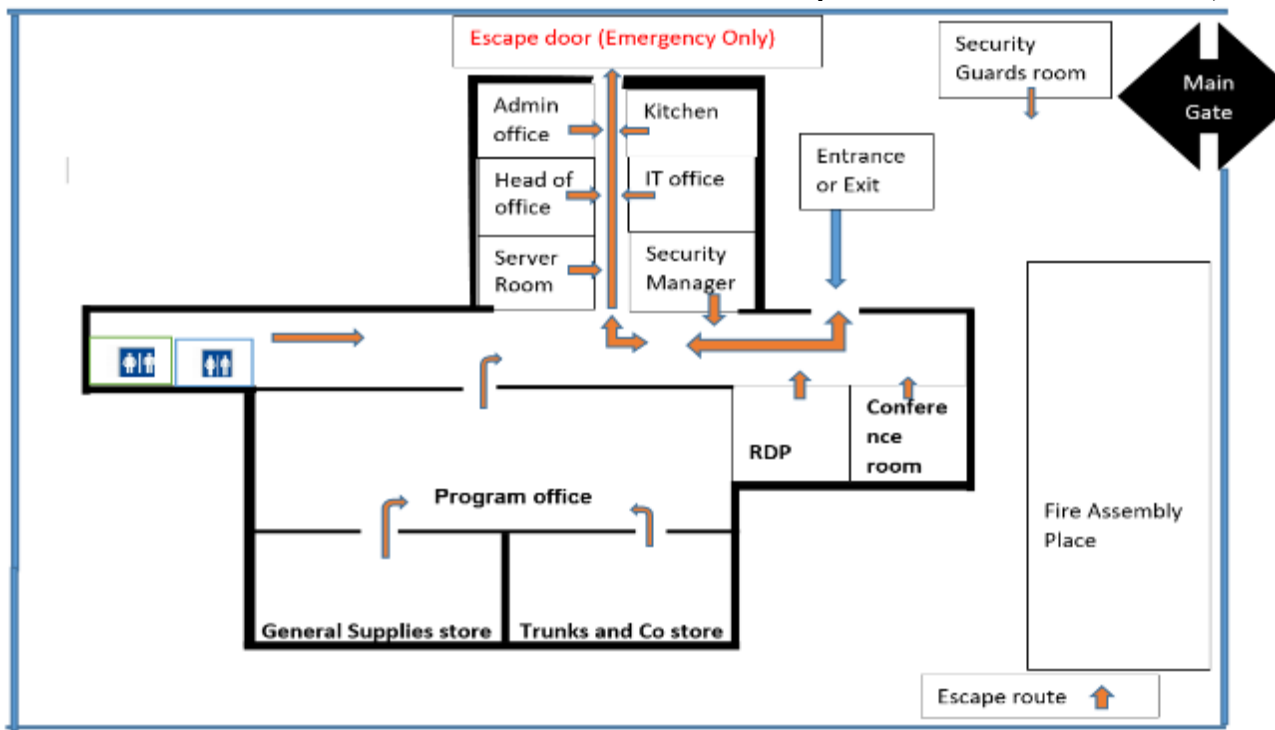 Escape door (Emergency Only)
Security
Guards room
Main
Gate
Admin
office
Kitchen
Entrance
or Exit
Head of
office
IT office
Server
Room
Security
Manager
Confere
nce
room
RDP
Program office
Fire Assembly
Place
General Supplies store
Trunks and Co store
Escape route